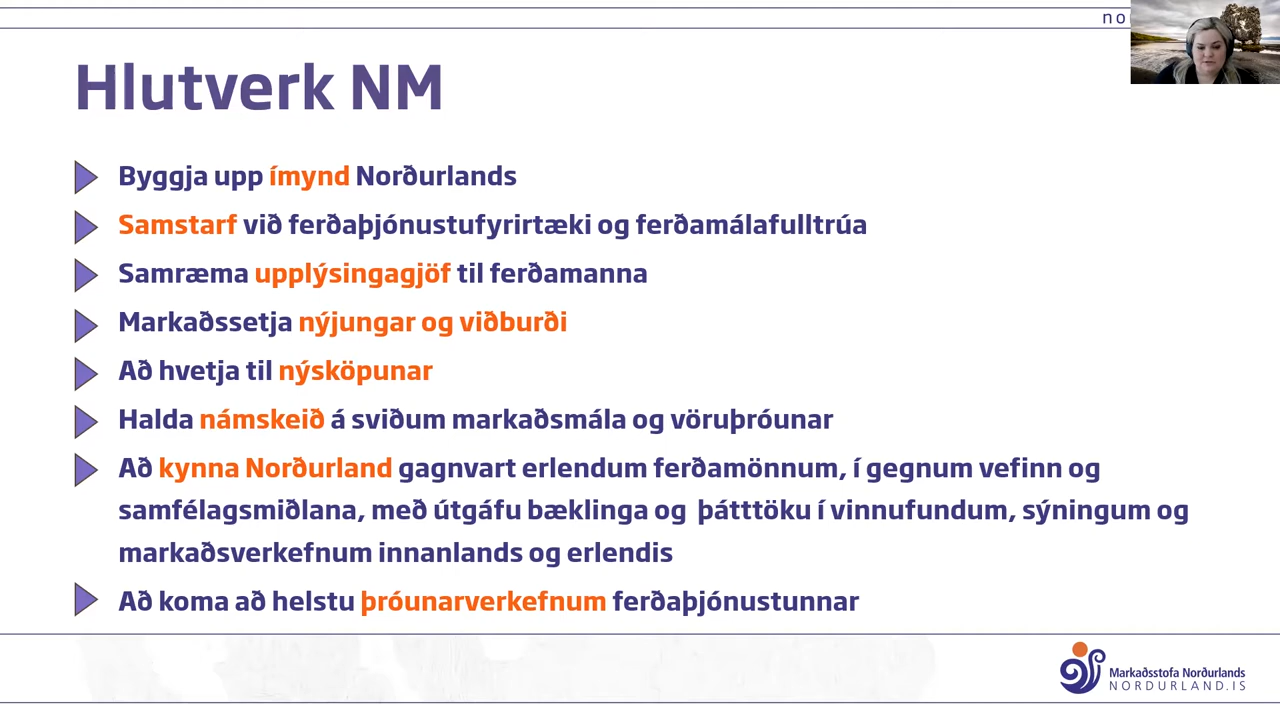 no
Hlutverk NM
Byggja upp ímynd Norðurlands
Samstarf við ferðaþjónustufyrirtæki og ferðamálafulltrúa
Samræma upplýsingagjöf til ferðamanna
Markaðssetja nýjungar og viðburði
Að hvetja til nýsköpunar
Halda námskeið á sviðum markaðsmála og vöruþróunar
Að kynna Norðurland gagnvart erlendum ferðamönnum, í gegnum vefinn og
samfélagsmiðlana, með útgáfu bæklinga og þátttöku í vinnufundum, sýningum og
markaðsverkefnum innanlands og erlendis
Að koma að helstu þróunarverkefnum ferðaþjónustunnar
Markaðsstofa Norðurlands
NORDURLAND.IS